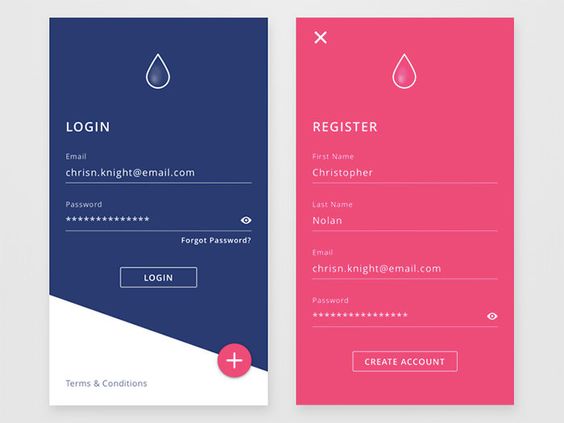 LOGIN
Email
chrisn.knight@email.com
Password
**************
Forgot Password?
LOGIN
Terms & Conditions
REGISTER
First Name
Christopher
Last Name
Nolan
Email
chrisn.knight@email.com
Password
****************
CREATE ACCOUNT